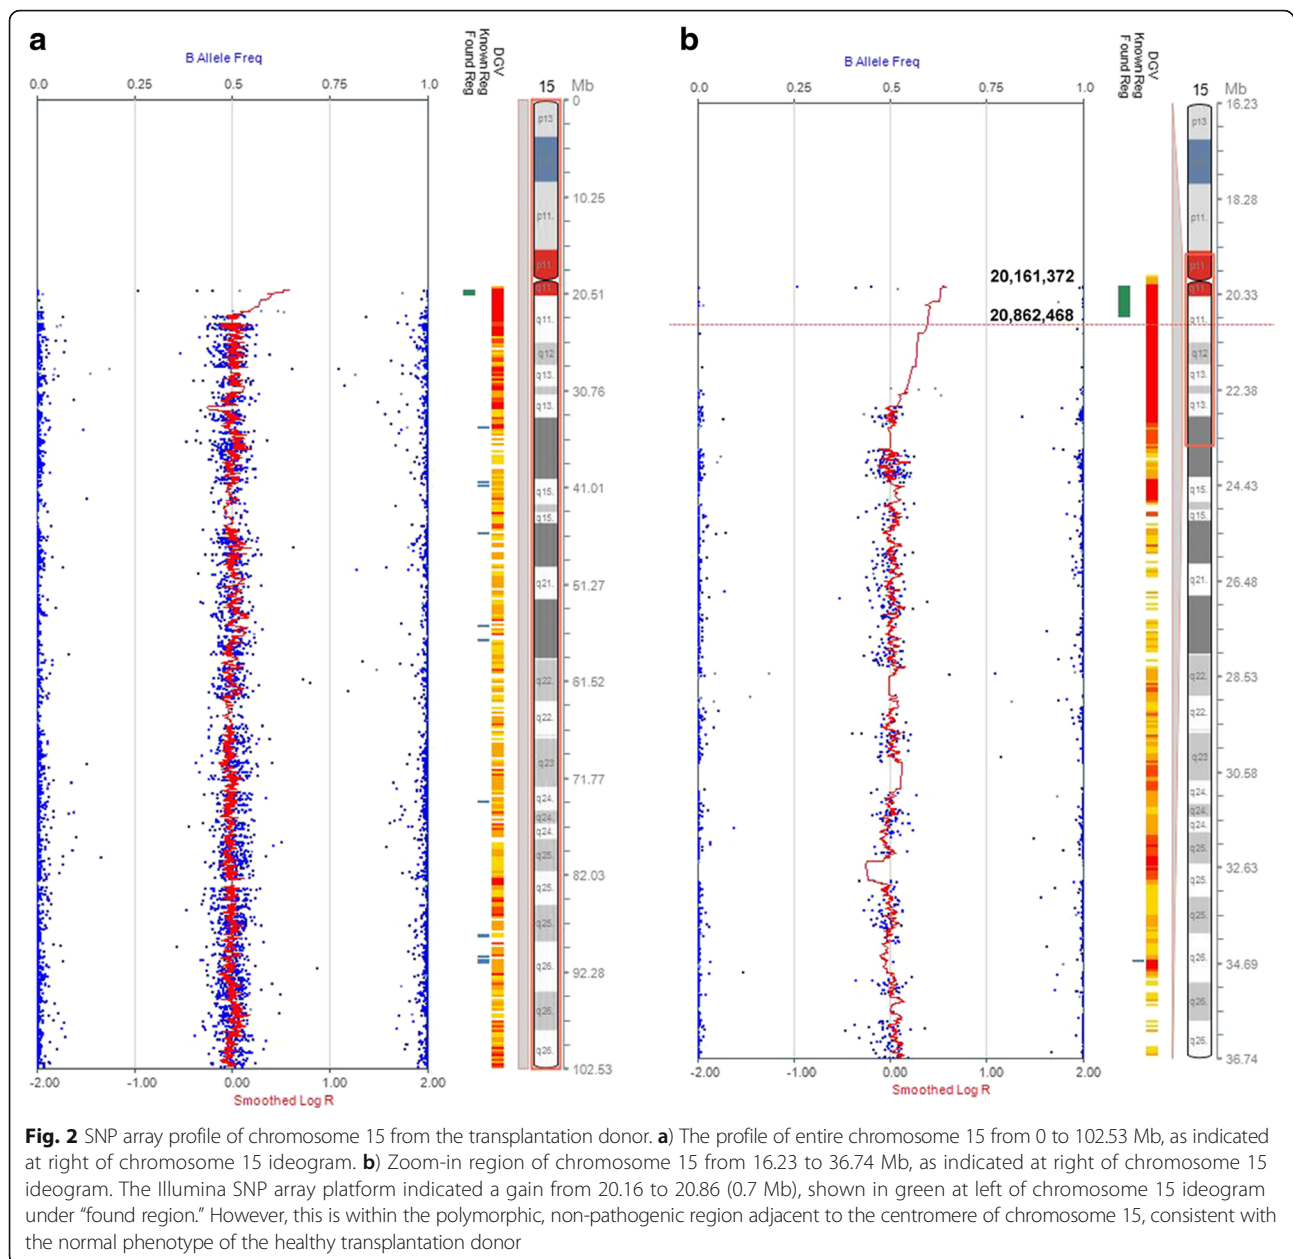 a
B Allele Freq
0.0 0.25 0.5 0.75 1.0
Found Reg
Known Reg
DGV
15 Mb
0
10.25
20.51
30.76
41.01
51.27
61.52
71.77
82.03
92.28
102.53
p13
p11.
p11.
q11.
q11.
q12
q13.
q13.
q15.
q15.
q21.
q22.
q22.
q23
q24.
q24.
q24.
q25.
q25.
q25.
q26.
q26.
q26.
-2.00 -1.00 0.00 1.00 2.00
Smoothed Log R
b
B Allele Freq
0.0 0.25 0.5 0.75 1.0
Found Reg
Known Reg
DGV
15 Mb
16.23
18.28
20.33
22.38
24.43
26.48
28.53
30.58
32.63
34.69
36.74
p13
p11.
p11.
q11.
q11.
q12
q13.
q13.
q15.
q15.
q21.
q22.
q22.
q23
q24.
q24.
q24.
q25.
q25.
q25.
q26.
q26.
q26.
20,161,372
20,862,468
-2.00 -1.00 0.00 1.00 2.00
Smoothed Log R
Fig. 2 SNP array profile of chromosome 15 from the transplantation donor. a) The profile of entire chromosome 15 from 0 to 102.53 Mb, as indicated
at right of chromosome 15 ideogram. b) Zoom-in region of chromosome 15 from 16.23 to 36.74 Mb, as indicated at right of chromosome 15
ideogram. The Illumina SNP array platform indicated a gain from 20.16 to 20.86 (0.7 Mb), shown in green at left of chromosome 15 ideogram
under “found region.” However, this is within the polymorphic, non-pathogenic region adjacent to the centromere of chromosome 15, consistent with
the normal phenotype of the healthy transplantation donor